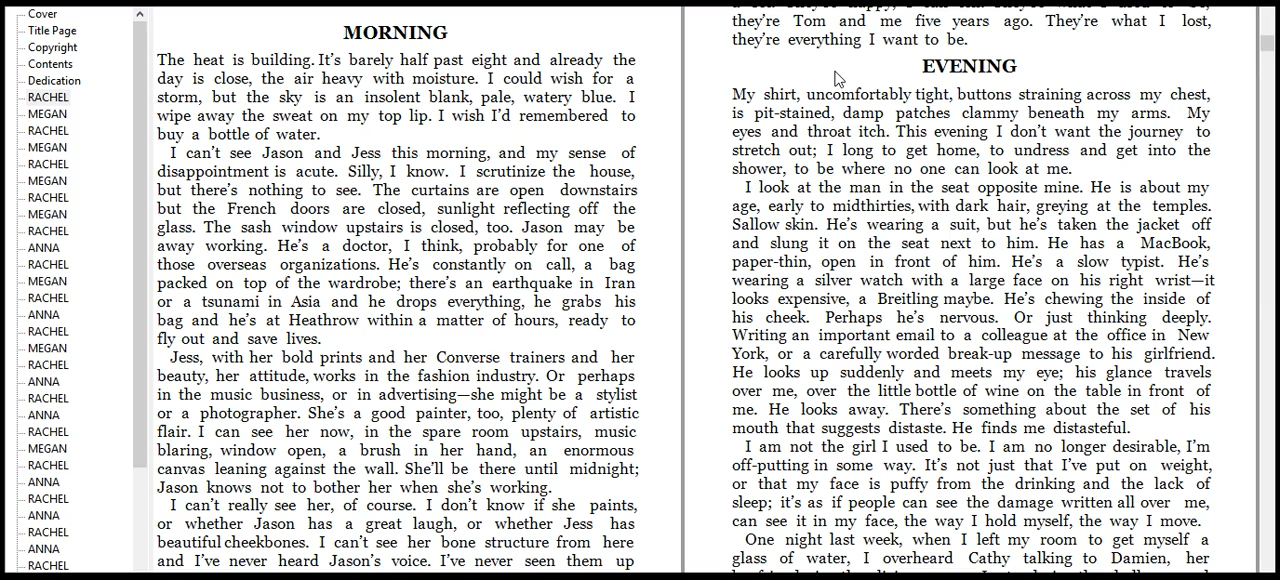 Cover
Title Page
Copyright
Contents
Dedication
RACHEL
MEGAN
RACHEL
MEGAN
RACHEL
MEGAN
RACHEL
MEGAN
RACHEL
ANNA
RACHEL
MEGAN
RACHEL
ANNA
RACHEL
MEGAN
RACHEL
ANNA
RACHEL
ANNA
RACHEL
MEGAN
RACHEL
ANNA
RACHEL
ANNA
RACHEL
ANNA
RACHEL
MORNING
The heat is building. It’s barely half past eight and already the
day is close, the air heavy with moisture. I could wish for a
storm, but the sky is an insolent blank, pale, watery blue. I
wipe away the sweat on my top lip. I wish I’d remembered to
buy a bottle of water.
I can’t see Jason and Jess this morning, and my sense of
disappointment is acute. Silly, I know. I scrutinize the house,
but there’s nothing to see. The curtains are open downstairs
but the French doors are closed, sunlight reflecting off the
glass. The sash window upstairs is closed, too. Jason may be
away working. He’s a doctor, I think, probably for one of
those overseas organizations. He’s constantly on call, a bag
packed on top of the wardrobe; there’s an earthquake in Iran
or a tsunami in Asia and he drops everything, he grabs his
bag and he’s at Heathrow within a matter of hours, ready to
fly out and save lives.
Jess, with her bold prints and her Converse trainers and her
beauty, her attitude, works in the fashion industry. Or perhaps
in the music business, or in advertising—she might be a stylist
or a photographer. She’s a good painter, too, plenty of artistic
flair. I can see her now, in the spare room upstairs, music
blaring, window open, a brush in her hand, an enormous
canvas leaning against the wall. She’ll be there until midnight;
Jason knows not to bother her when she’s working.
I can’t really see her, of course. I don’t know if she paints,
or whether Jason has a great laugh, or whether Jess has
beautiful cheekbones. I can’t see her bone structure from here
and I’ve never heard Jason’s voice. I’ve never seen them up
they’re Tom and me five years ago. They’re what I lost,
they’re everything I want to be.
EVENING
My shirt, uncomfortably tight, buttons straining across my chest,
is pit-stained, damp patches clammy beneath my arms. My
eyes and throat itch. This evening I don’t want the journey to
stretch out; I long to get home, to undress and get into the
shower, to be where no one can look at me.
I look at the man in the seat opposite mine. He is about my
age, early to midthirties, with dark hair, greying at the temples.
Sallow skin. He’s wearing a suit, but he’s taken the jacket off
and slung it on the seat next to him. He has a MacBook,
paper-thin, open in front of him. He’s a slow typist. He’s
wearing a silver watch with a large face on his right wrist—it
looks expensive, a Breitling maybe. He’s chewing the inside of
his cheek. Perhaps he’s nervous. Or just thinking deeply.
Writing an important email to a colleague at the office in New
York, or a carefully worded break-up message to his girlfriend.
He looks up suddenly and meets my eye; his glance travels
over me, over the little bottle of wine on the table in front of
me. He looks away. There’s something about the set of his
mouth that suggests distaste. He finds me distasteful.
I am not the girl I used to be. I am no longer desirable, I’m
off-putting in some way. It’s not just that I’ve put on weight,
or that my face is puffy from the drinking and the lack of
sleep; it’s as if people can see the damage written all over me,
can see it in my face, the way I hold myself, the way I move.
One night last week, when I left my room to get myself a
glass of water, I overheard Cathy talking to Damien, her